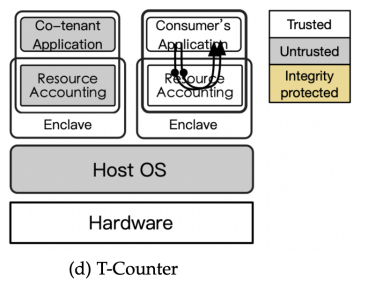 Co-tenant
Application
Consumer's
Application
Resource
Accounting
Resource
Accounting
Enclave
Enclave
Host OS
Hardware
Trusted
Untrusted
Integrity
protected
(d) T-Counter